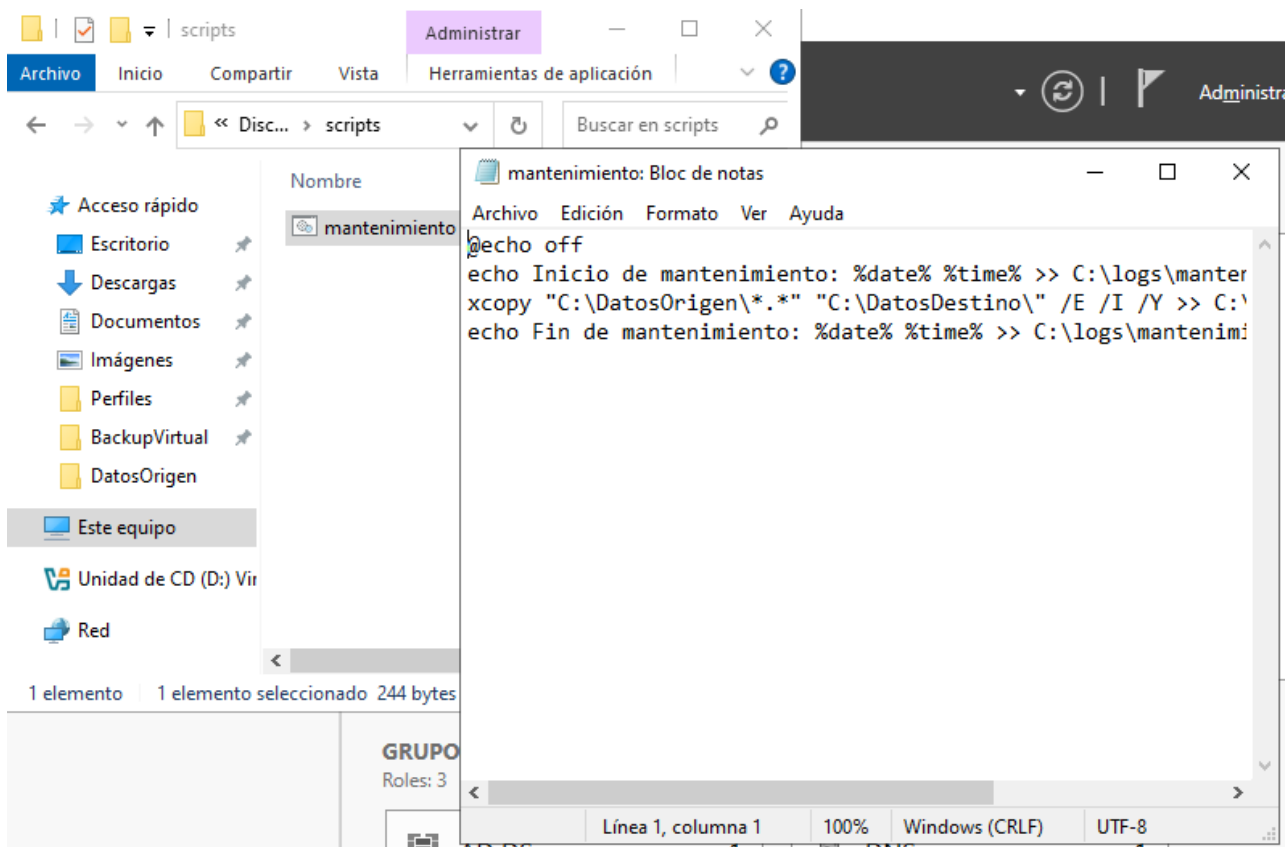 scripts
Administrar
Archivo Inicio Compartir Vista Herramientas de aplicación
« Disc... › scripts
Buscar en scripts
Administra
Acceso rápido
Escritorio
Descargas
Documentos
Imágenes
Perfiles
BackupVirtual
DatosOrigen
Este equipo
Unidad de CD (D:) Vir
Red
Nombre
mantenimiento
1 elemento 1 elemento seleccionado 244 bytes
mantenimiento: Bloc de notas
Archivo Edición Formato Ver Ayuda
@echo off
echo Inicio de mantenimiento: %date% %time% >> C:\logs\manten
xcopy "C:\DatosOrigen\*.*" "C:\DatosDestino\" /E /I /Y >> C:\
echo Fin de mantenimiento: %date% %time% >> C:\logs\mantenimi
Línea 1, columna 1 100% Windows (CRLF) UTF-8
GRUPO
Roles: 3